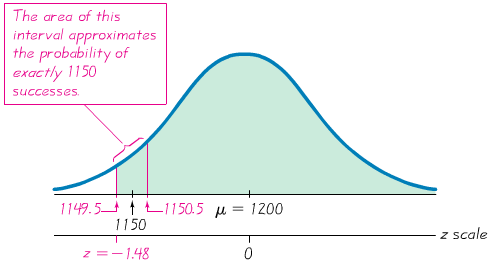 The area of this
interval approximates
the probability of
exactly 1150
successes.
1149.5
1150.5
μ = 1200
1150
z scale
z = −1.48
0